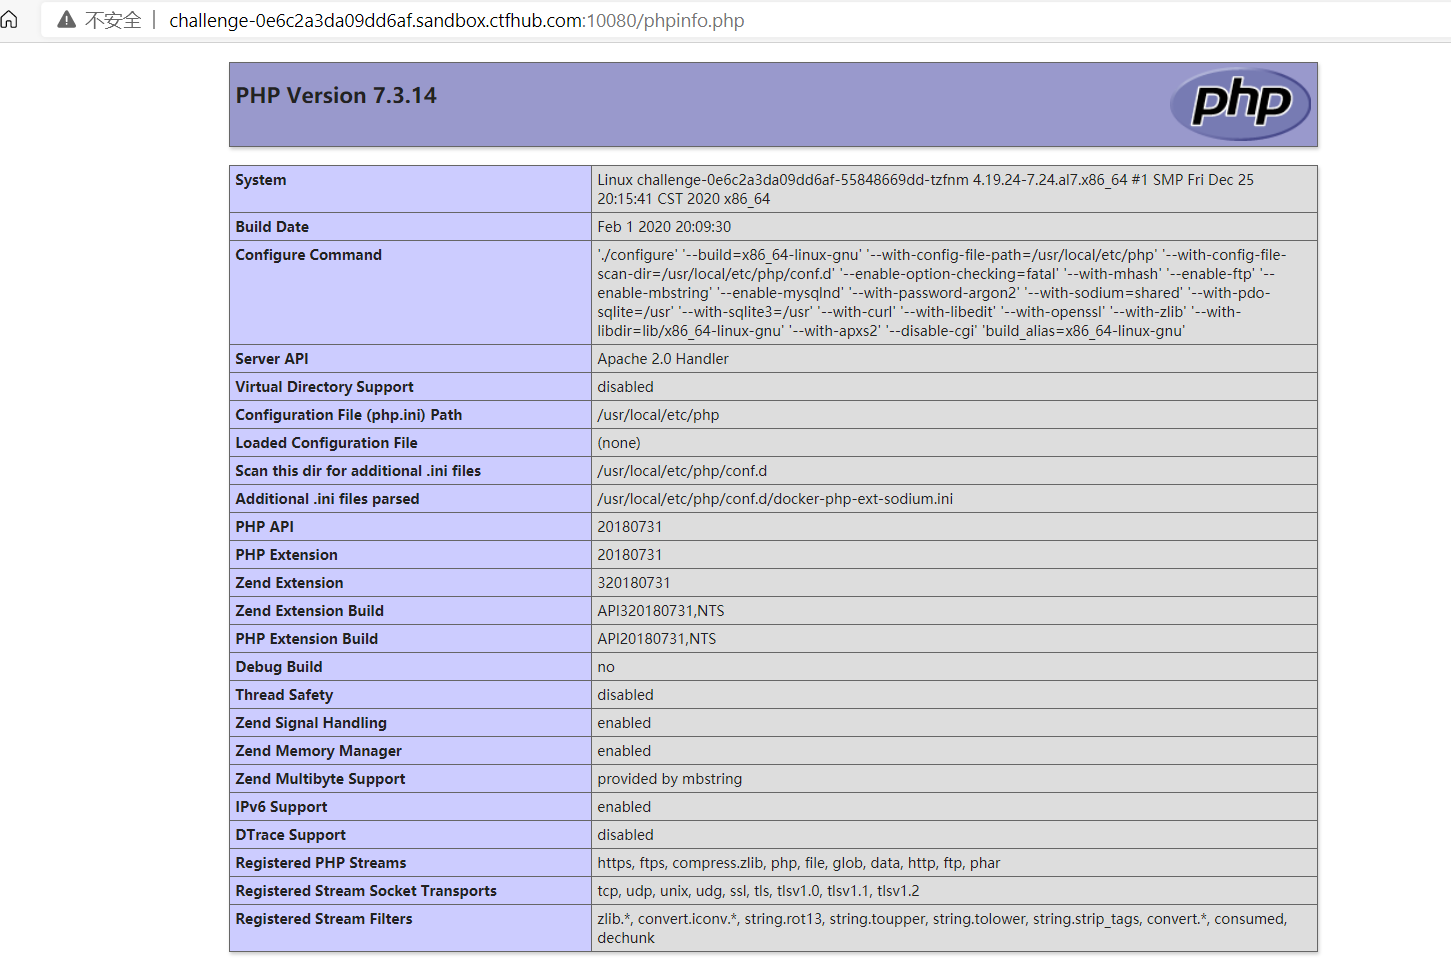 不安全 | challenge-0e6c2a3da09dd6af.sandbox.ctfhub.com:10080/phpinfo.php
PHP Version 7.3.14
php
System Linux challenge-0e6c2a3da09dd6af-55848669dd-tzfnm 4.19.24-7.24.al7.x86_64 #1 SMP Fri Dec 25
20:15:41 CST 2020 x86_64
Build Date Feb 1 2020 20:09:30
Configure Command './configure' '--build=x86_64-linux-gnu' '--with-config-file-path=/usr/local/etc/php' '--with-config-file-
scan-dir=/usr/local/etc/php/conf.d' '--enable-option-checking=fatal' '--with-mhash' '--enable-ftp' '--
enable-mbstring' '--enable-mysqlnd' '--with-password-argon2' '--with-sodium=shared' '--with-pdo-
sqlite=/usr' '--with-sqlite3=/usr' '--with-curl' '--with-libedit' '--with-openssl' '--with-zlib' '--with-
libdir=lib/x86_64-linux-gnu' '--with-apxs2' '--disable-cgi' 'build_alias=x86_64-linux-gnu'
Server API Apache 2.0 Handler
Virtual Directory Support disabled
Configuration File (php.ini) Path /usr/local/etc/php
Loaded Configuration File (none)
Scan this dir for additional .ini files /usr/local/etc/php/conf.d
Additional .ini files parsed /usr/local/etc/php/conf.d/docker-php-ext-sodium.ini
PHP API 20180731
PHP Extension 20180731
Zend Extension 320180731
Zend Extension Build API320180731,NTS
PHP Extension Build API20180731,NTS
Debug Build no
Thread Safety disabled
Zend Signal Handling enabled
Zend Memory Manager enabled
Zend Multibyte Support provided by mbstring
IPv6 Support enabled
DTrace Support disabled
Registered PHP Streams https, ftps, compress.zlib, php, file, glob, data, http, ftp, phar
Registered Stream Socket Transports tcp, udp, unix, udg, ssl, tls, tlsv1.0, tlsv1.1, tlsv1.2
Registered Stream Filters zlib.*, convert.iconv.*, string.rot13, string.toupper, string.tolower, string.strip_tags, convert.*, consumed,
dechunk